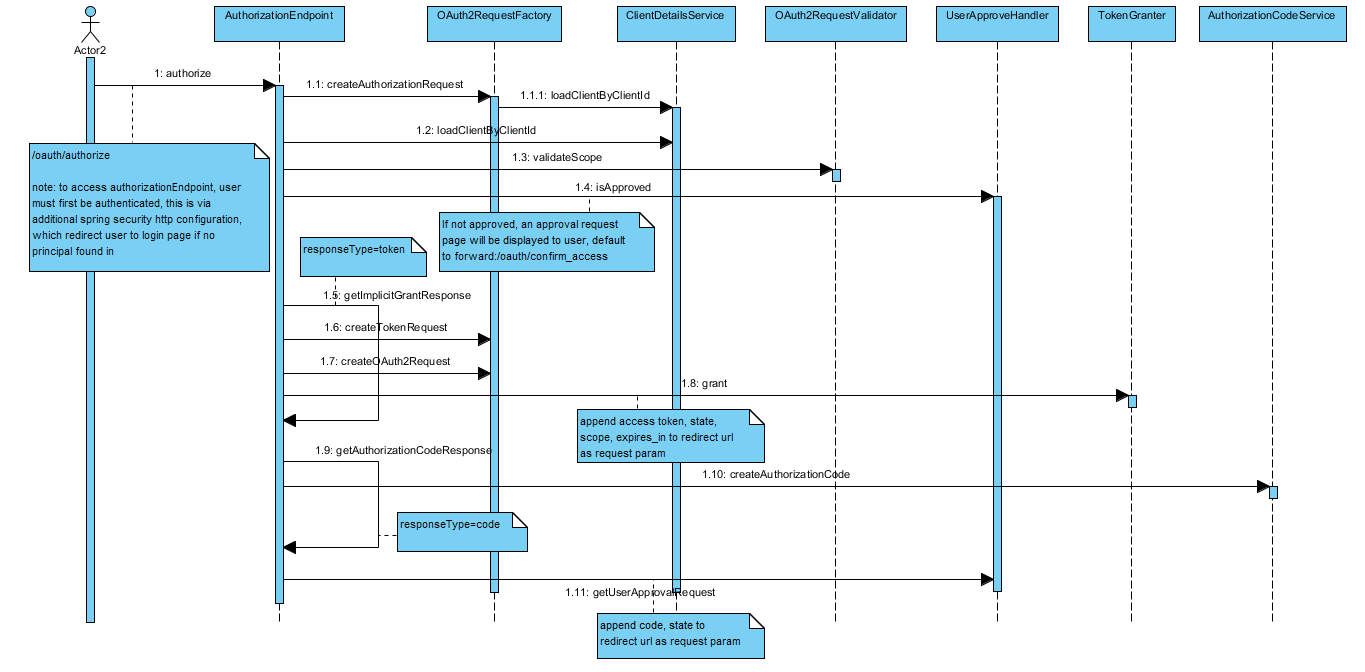 AuthorizationEndpoint
OAuth2RequestFactory
ClientDetailsService
OAuth2RequestValidator
UserApproveHandler
TokenGranter
AuthorizationCodeService
Actor2
1: authorize
1.1: createAuthorizationRequest
1.1.1: loadClientByClientId
1.2: loadClientByClientId
1.3: validateScope
1.4: isApproved
/oauth/authorize
note: to access authorizationEndpoint, user
must first be authenticated, this is via
additional spring security http configuration,
which redirect user to login page if no
principal found in
If not approved, an approval request
page will be displayed to user, default
to forward:/oauth/confirm_access
responseType=token
1.5: getImplicitGrantResponse
1.6: createTokenRequest
1.7: createOAuth2Request
1.8: grant
append access token, state,
scope, expires_in to redirect url
as request param
1.9: getAuthorizationCodeResponse
1.10: createAuthorizationCode
responseType=code
1.11: getUserApprovalRequest
append code, state to
redirect url as request param